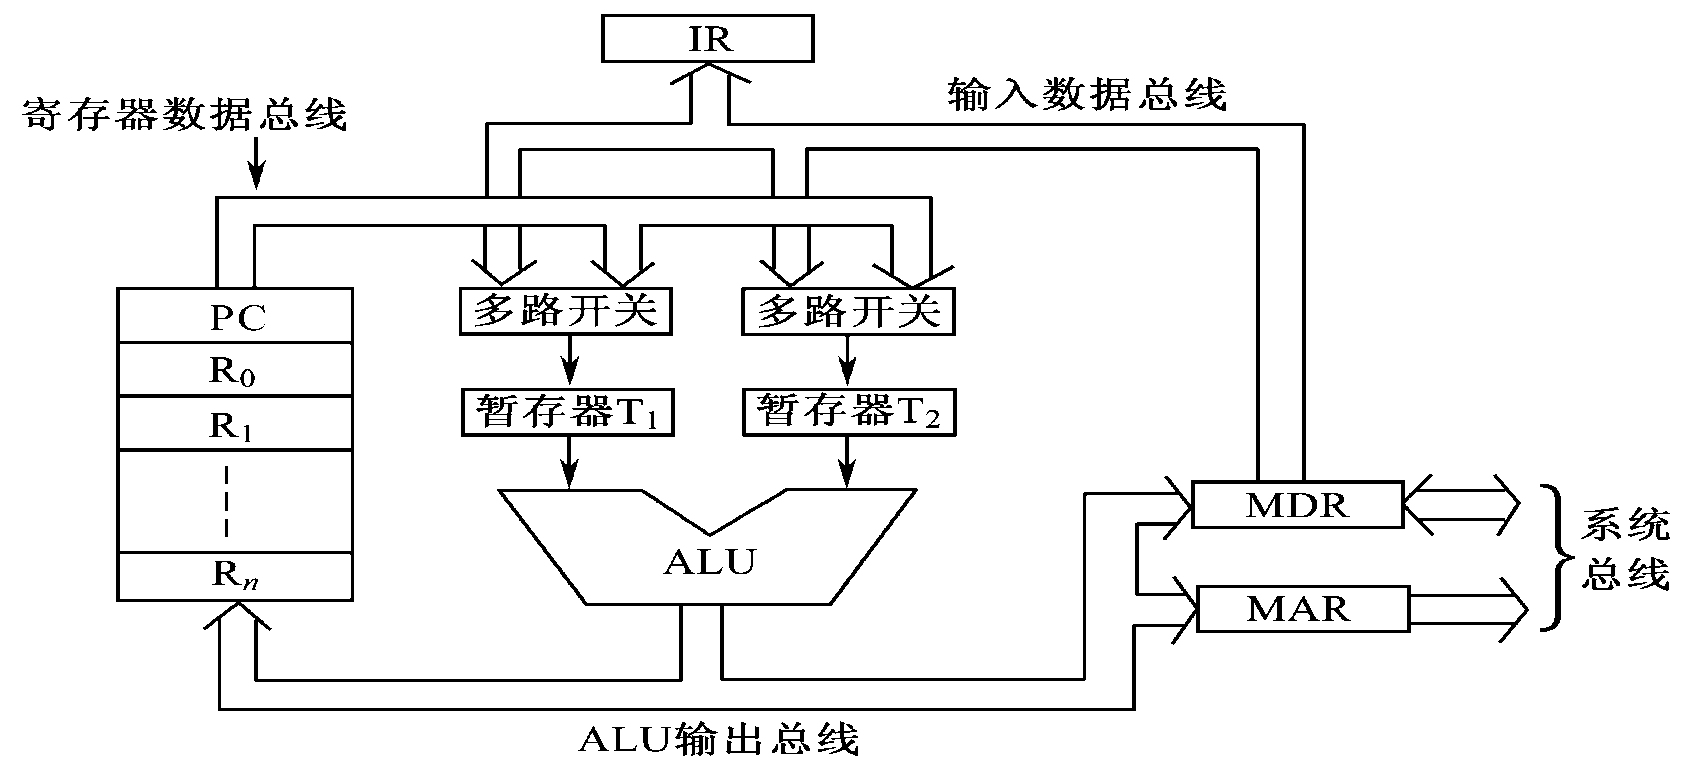 IR
输入数据总线
寄存器数据总线
PC
R0
R1
Rn
多路开关
多路开关
暂存器T1
暂存器T2
ALU
MDR
MAR
系统
总线
ALU输出总线